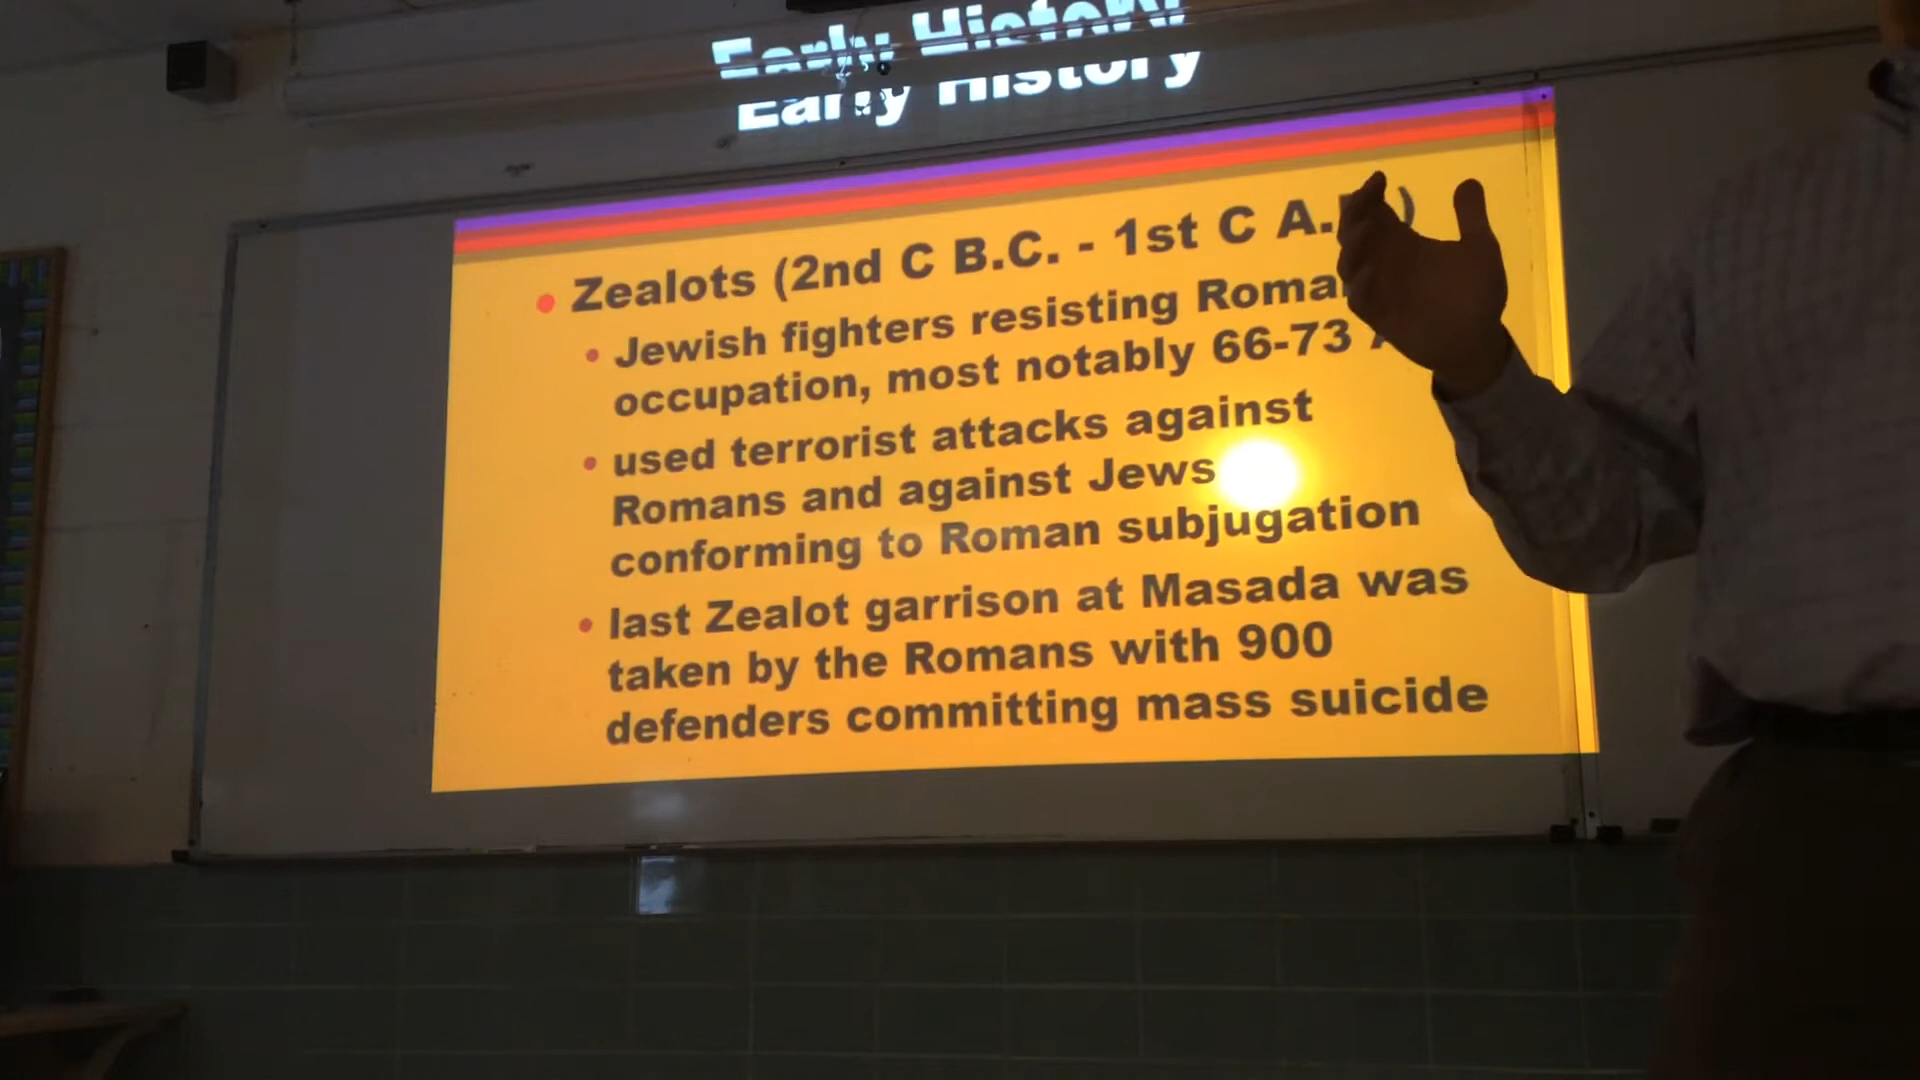 Early History
Zealots (2nd C B.C. - 1st C A.
Jewish fighters resisting
occupation, most notably 66-73
used terrorist attacks against
Romans and against Jews
conforming to Roman subjugation
last Zealot garrison at Masada was
taken by the Romans with 900
defenders committing mass suicide